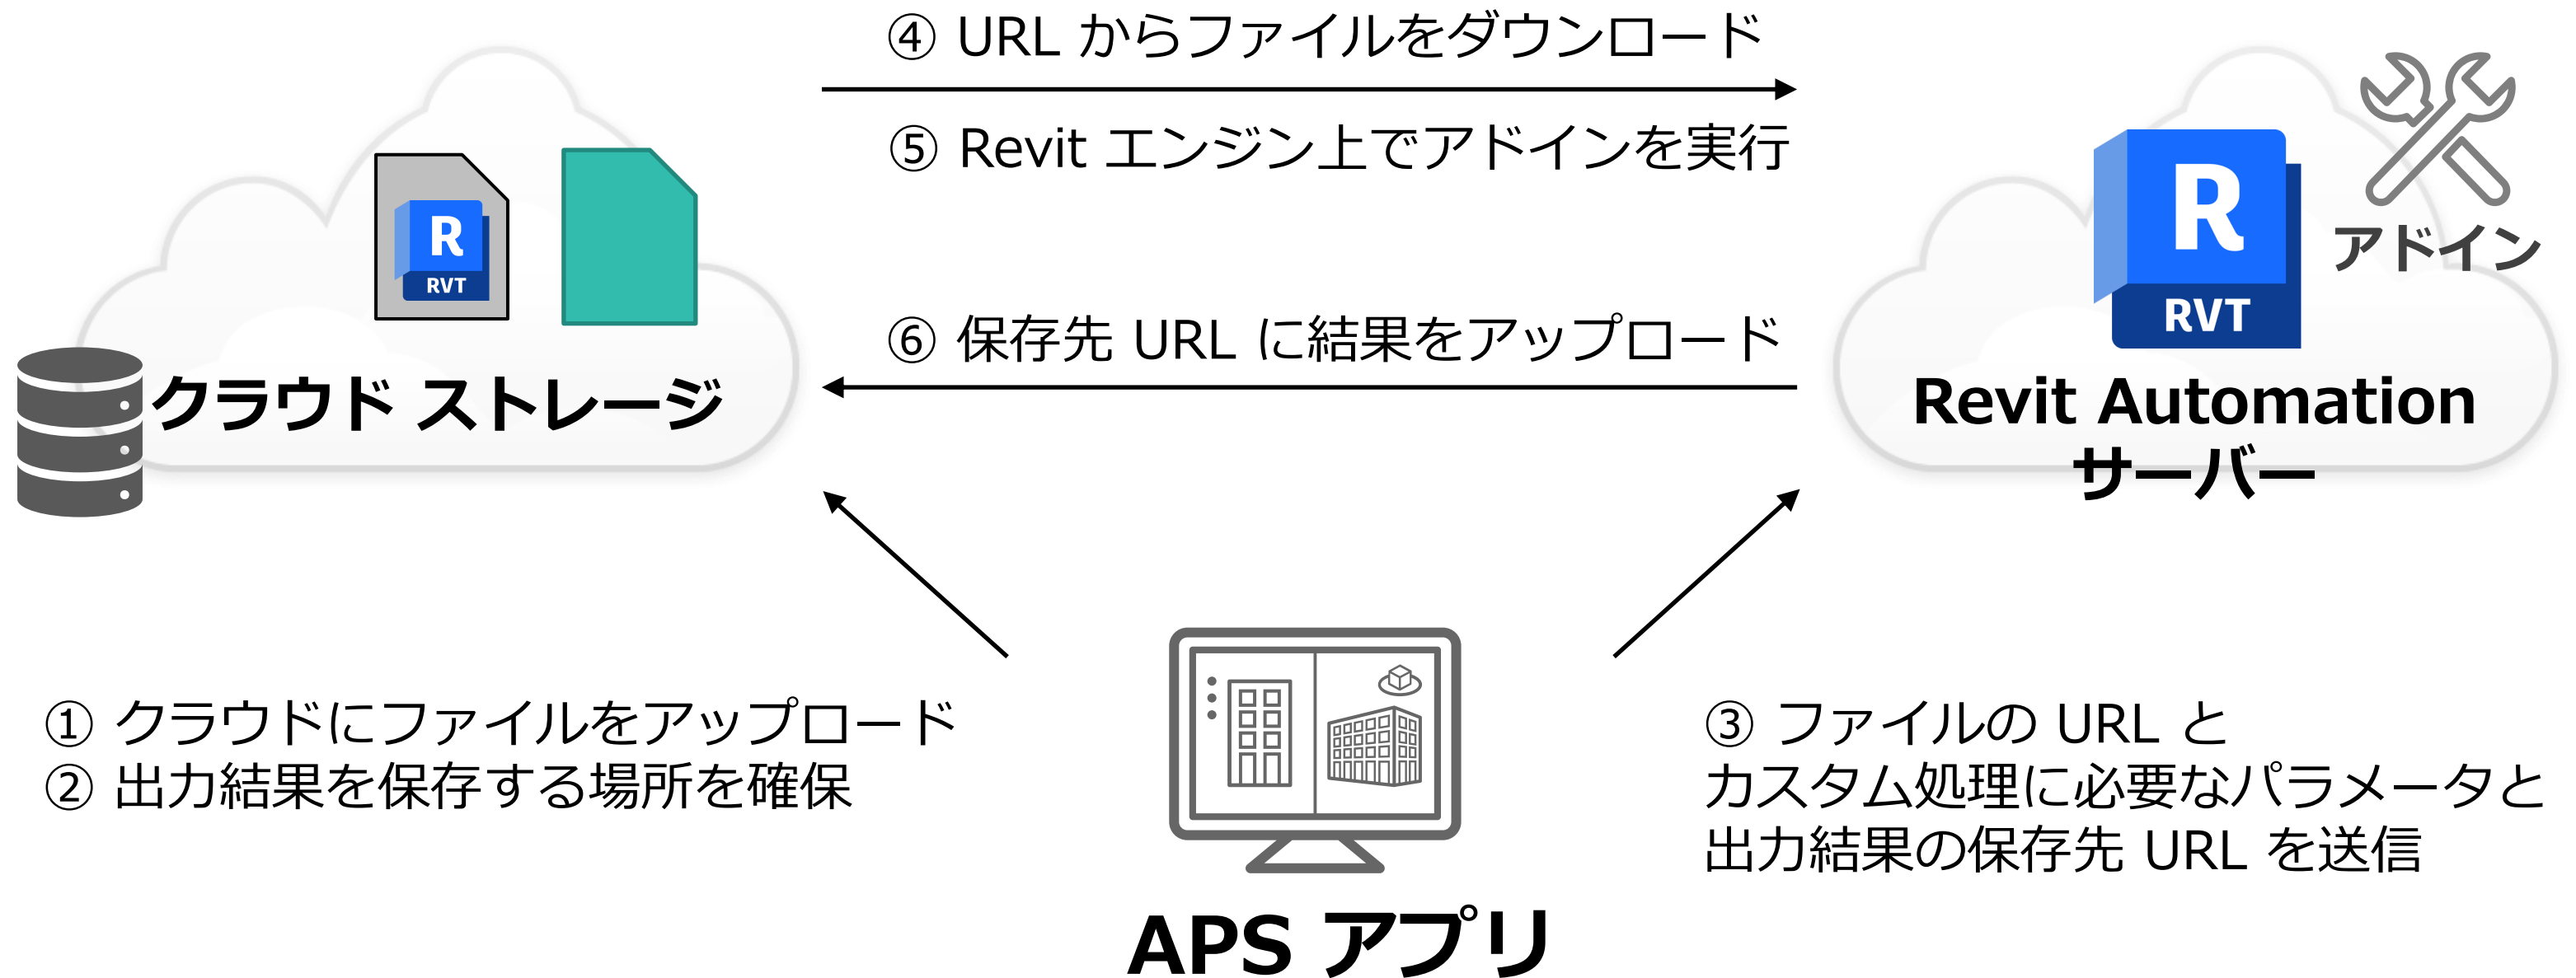 ④ URL からファイルをダウンロード
⑤ Revit エンジン上でアドインを実行
R
RVT
R
RVT
アドイン
⑥ 保存先 URL に結果をアップロード
クラウド ストレージ
Revit Automation
サーバー
① クラウドにファイルをアップロード
② 出力結果を保存する場所を確保
③ ファイルの URL と
カスタム処理に必要なパラメータと
出力結果の保存先 URL を送信
APS アプリ